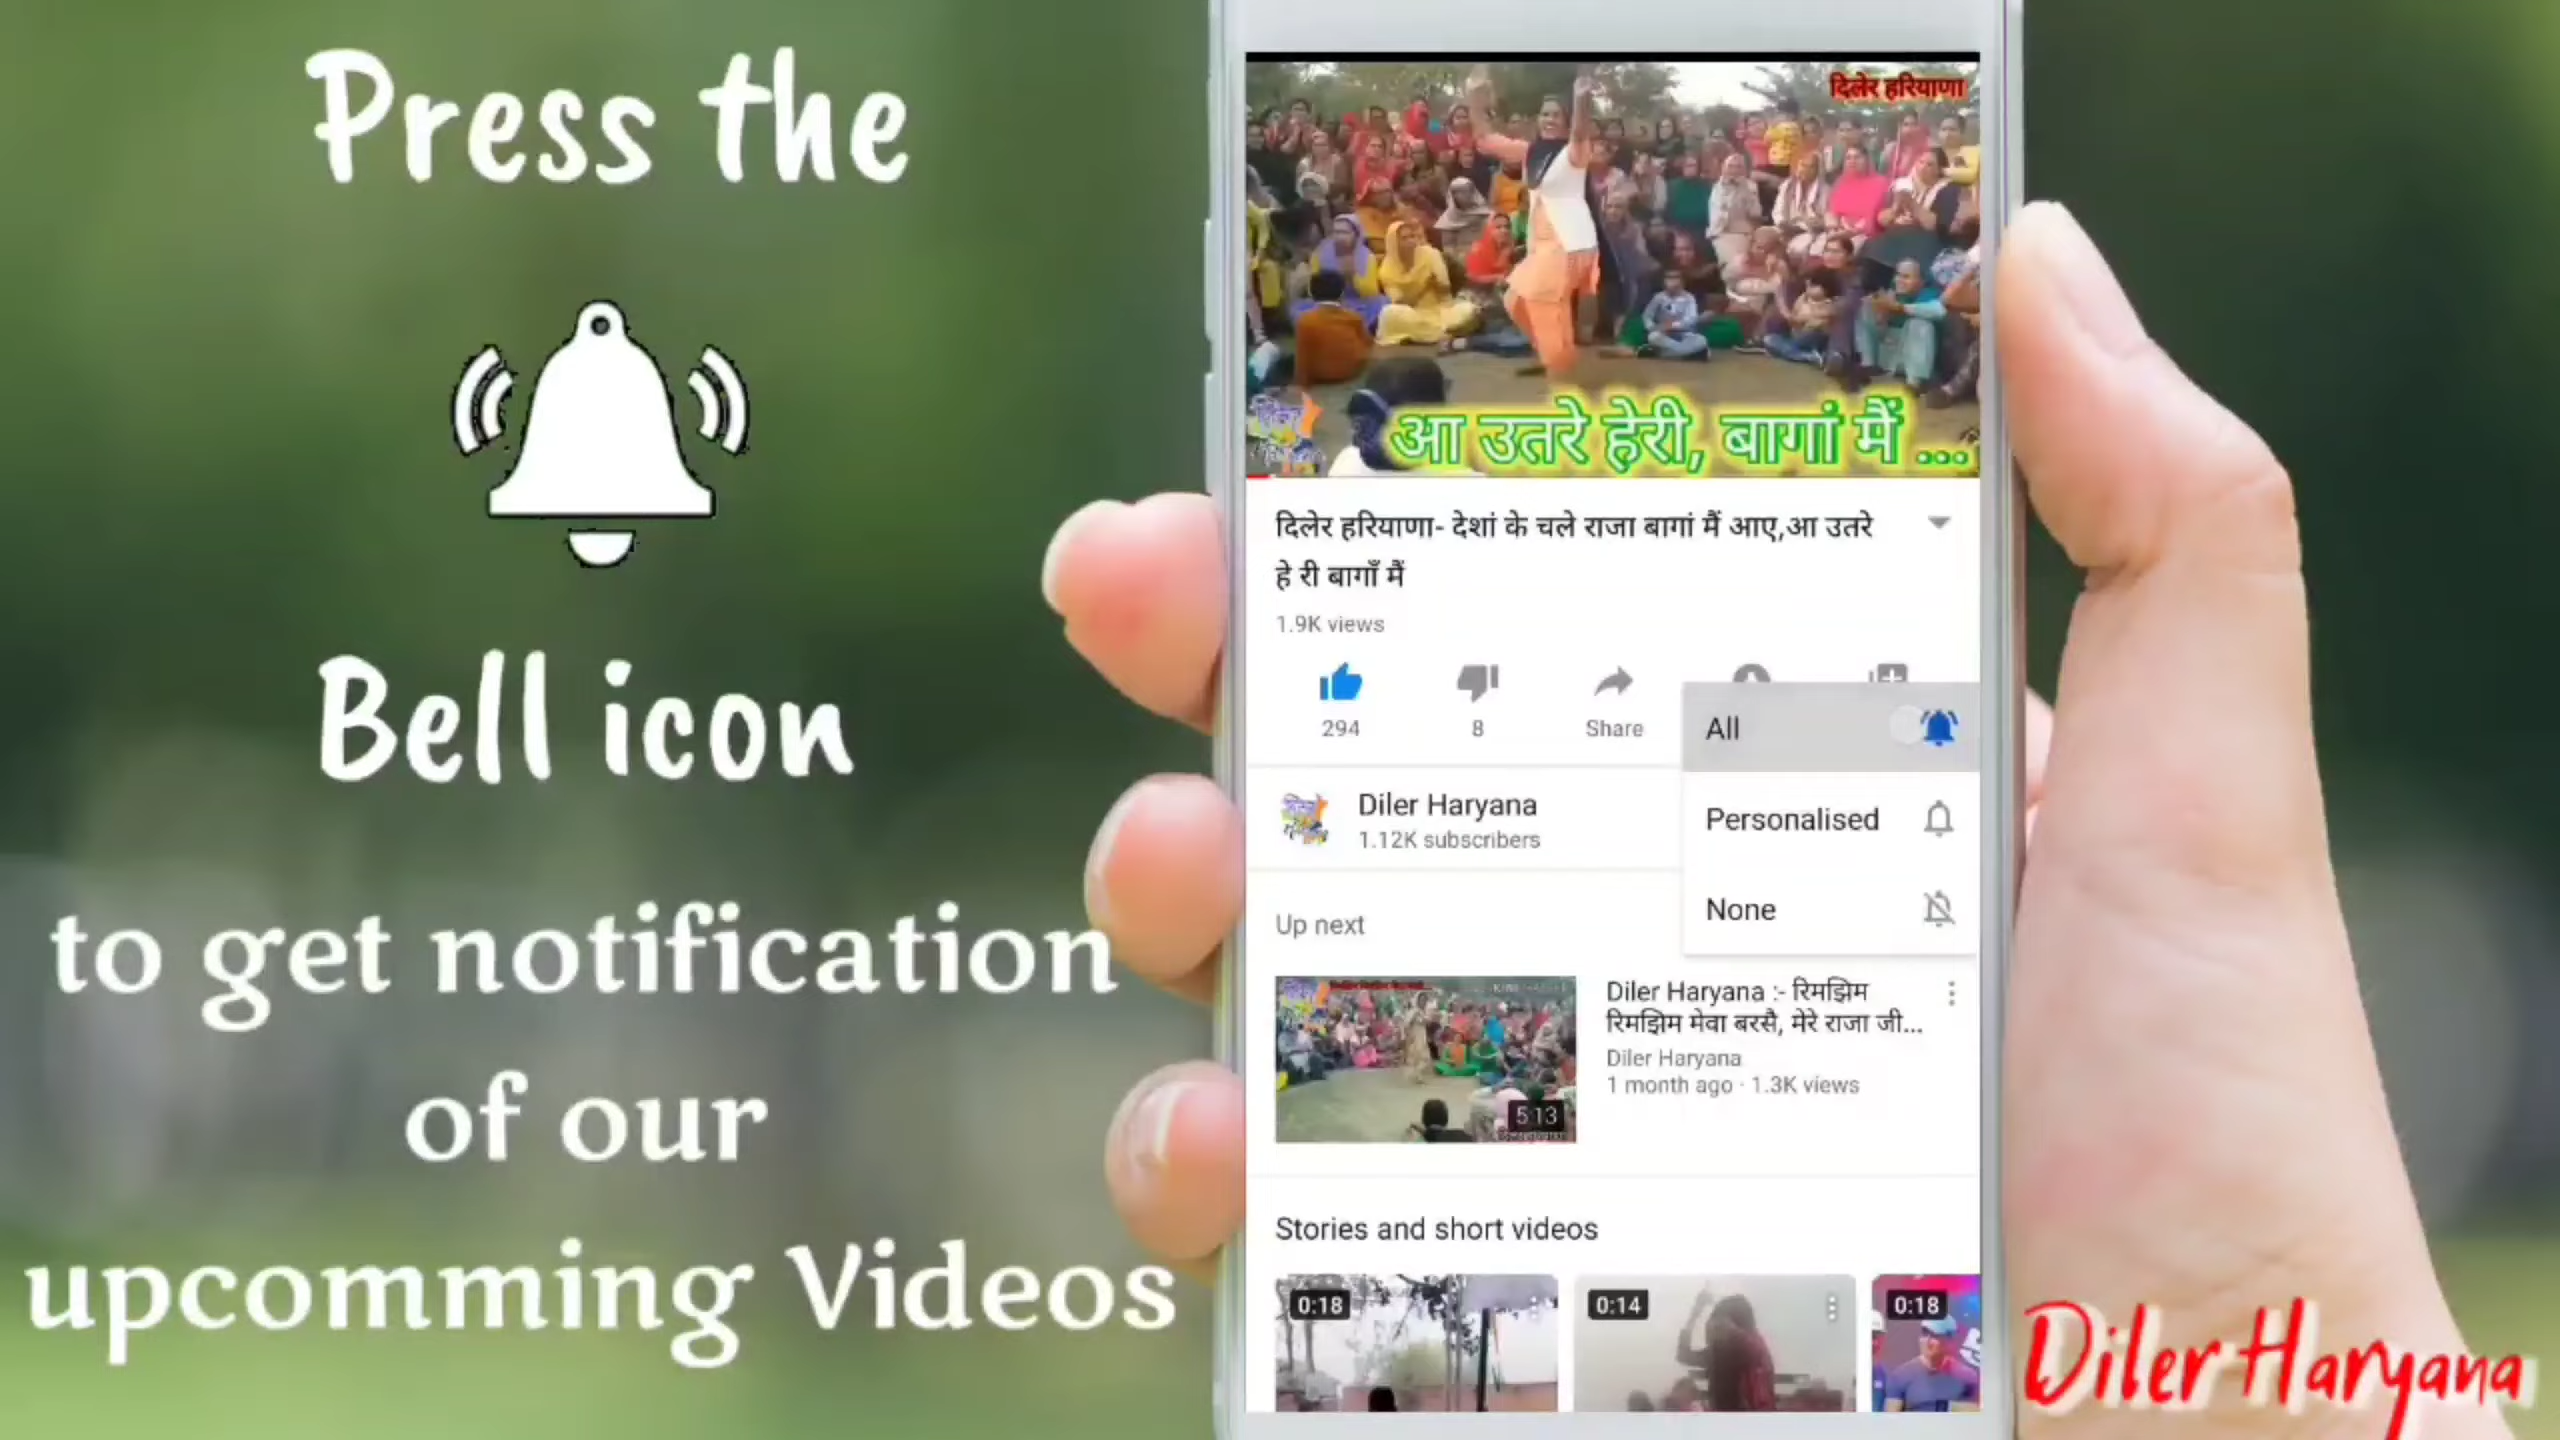 Press the
Bell icon
to get notification
of our
upcomming Videos
दिलेर हरियाणा
आ उतरे हेरी, बागां मैं ...
दिलेर हरियाणा- देशां के चले राजा बागां मैं आए,आ उतरे
हे री बागाँ मैं
1.9K views
294
8
Share
All
Personalised
None
Diler Haryana
1.12K subscribers
Up next
Diler Haryana :- रिमझिम
रिमझिम मेवा बरसै, मेरे राजा जी...
Diler Haryana
1 month ago · 1.3K views
5:13
Stories and short videos
0:18
0:14
0:18
Diler Haryana